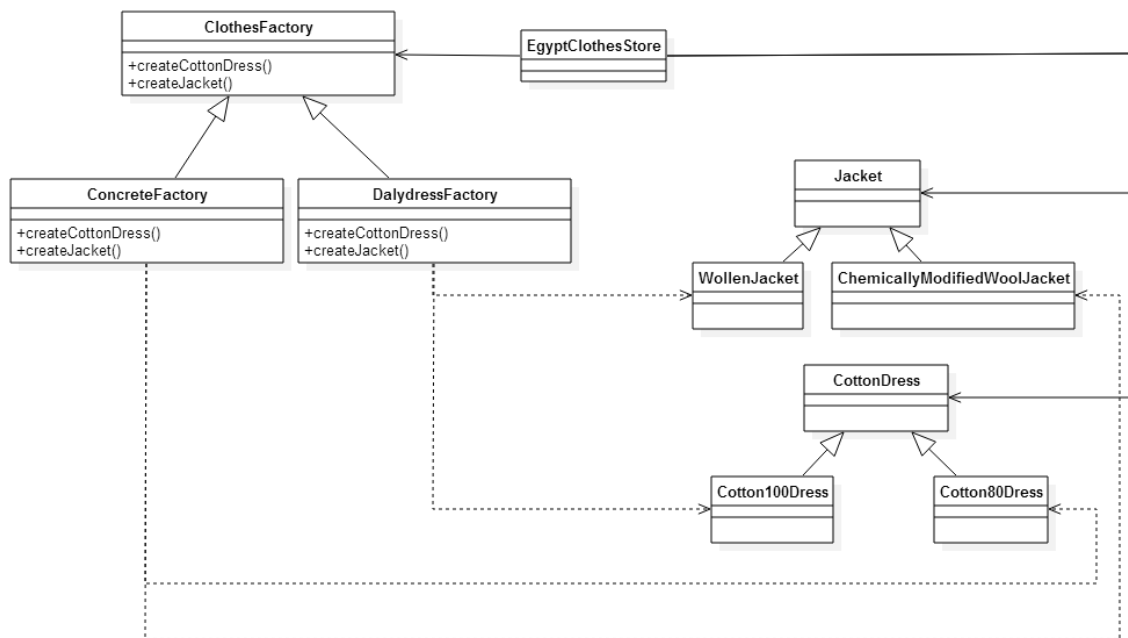 ClothesFactory
+createCottonDress()
+createJacket()
EgyptClothesStore
ConcreteFactory
+createCottonDress()
+createJacket()
DalydressFactory
+createCottonDress()
+createJacket()
Jacket
WollenJacket
ChemicallyModifiedWoolJacket
CottonDress
Cotton100Dress
Cotton80Dress